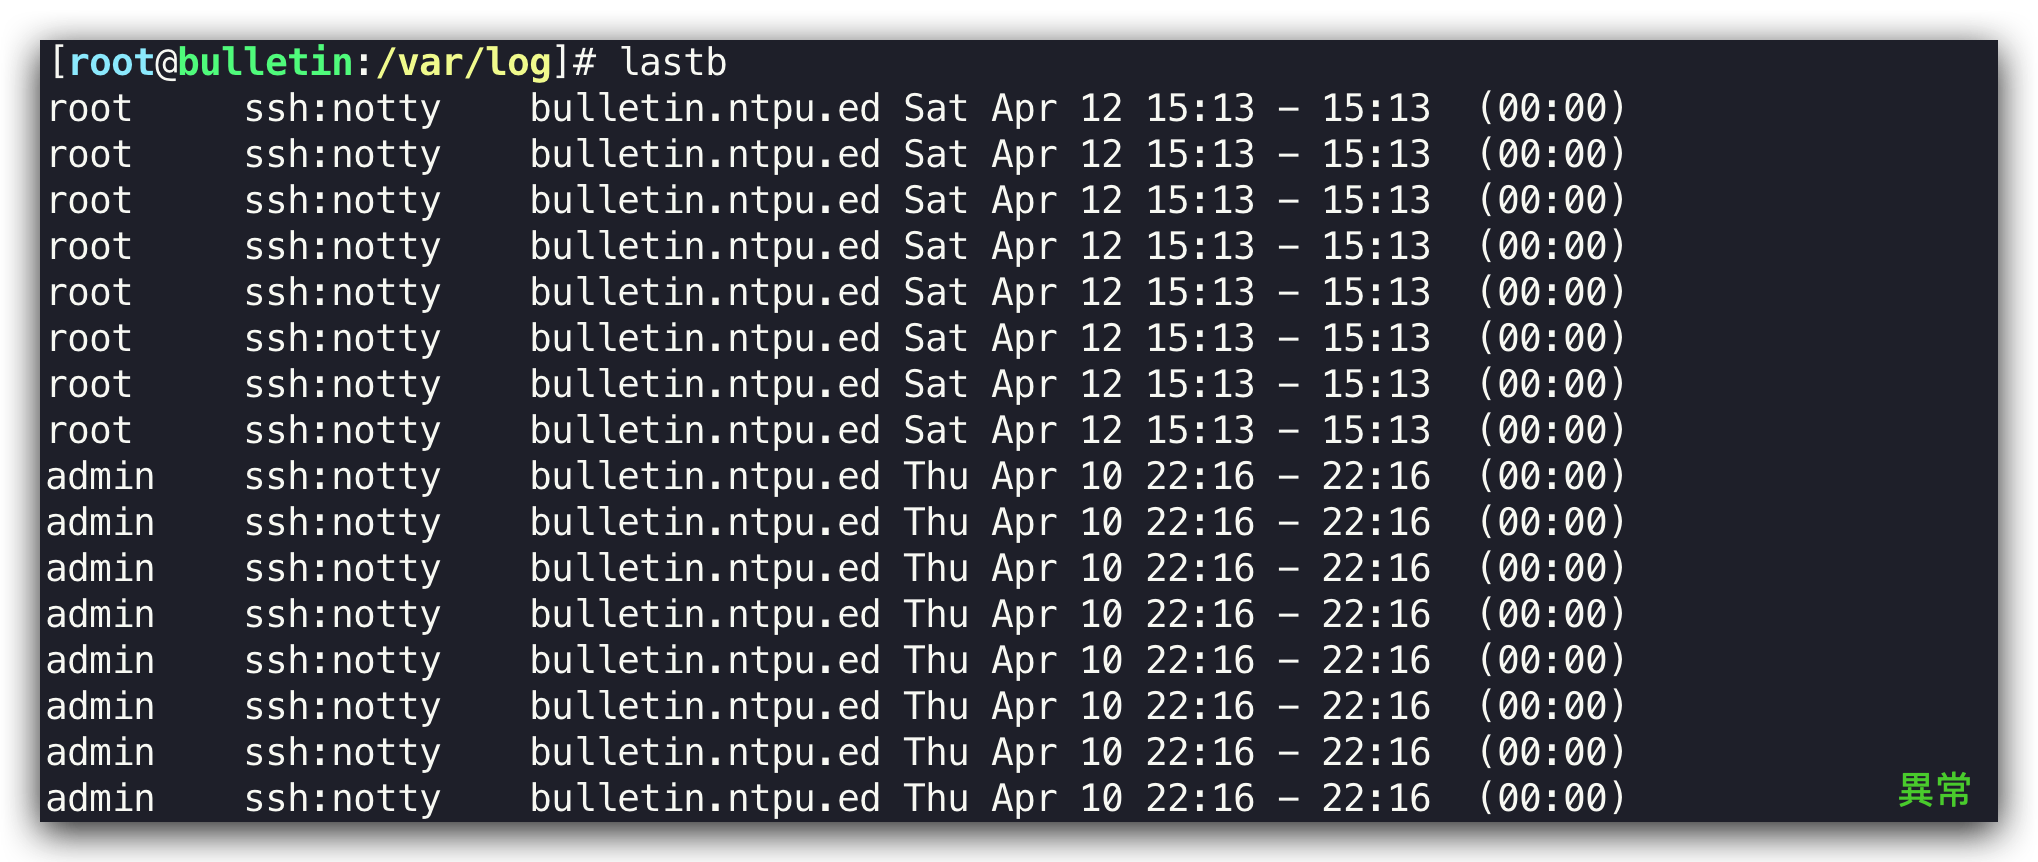 [root@bulletin:/var/log]# lastb
root     ssh:notty    bulletin.ntpu.ed Sat Apr 12 15:13 - 15:13  (00:00)
root     ssh:notty    bulletin.ntpu.ed Sat Apr 12 15:13 - 15:13  (00:00)
root     ssh:notty    bulletin.ntpu.ed Sat Apr 12 15:13 - 15:13  (00:00)
root     ssh:notty    bulletin.ntpu.ed Sat Apr 12 15:13 - 15:13  (00:00)
root     ssh:notty    bulletin.ntpu.ed Sat Apr 12 15:13 - 15:13  (00:00)
root     ssh:notty    bulletin.ntpu.ed Sat Apr 12 15:13 - 15:13  (00:00)
root     ssh:notty    bulletin.ntpu.ed Sat Apr 12 15:13 - 15:13  (00:00)
root     ssh:notty    bulletin.ntpu.ed Sat Apr 12 15:13 - 15:13  (00:00)
admin    ssh:notty    bulletin.ntpu.ed Thu Apr 10 22:16 - 22:16  (00:00)
admin    ssh:notty    bulletin.ntpu.ed Thu Apr 10 22:16 - 22:16  (00:00)
admin    ssh:notty    bulletin.ntpu.ed Thu Apr 10 22:16 - 22:16  (00:00)
admin    ssh:notty    bulletin.ntpu.ed Thu Apr 10 22:16 - 22:16  (00:00)
admin    ssh:notty    bulletin.ntpu.ed Thu Apr 10 22:16 - 22:16  (00:00)
admin    ssh:notty    bulletin.ntpu.ed Thu Apr 10 22:16 - 22:16  (00:00)
admin    ssh:notty    bulletin.ntpu.ed Thu Apr 10 22:16 - 22:16  (00:00)
admin    ssh:notty    bulletin.ntpu.ed Thu Apr 10 22:16 - 22:16  (00:00)
異常